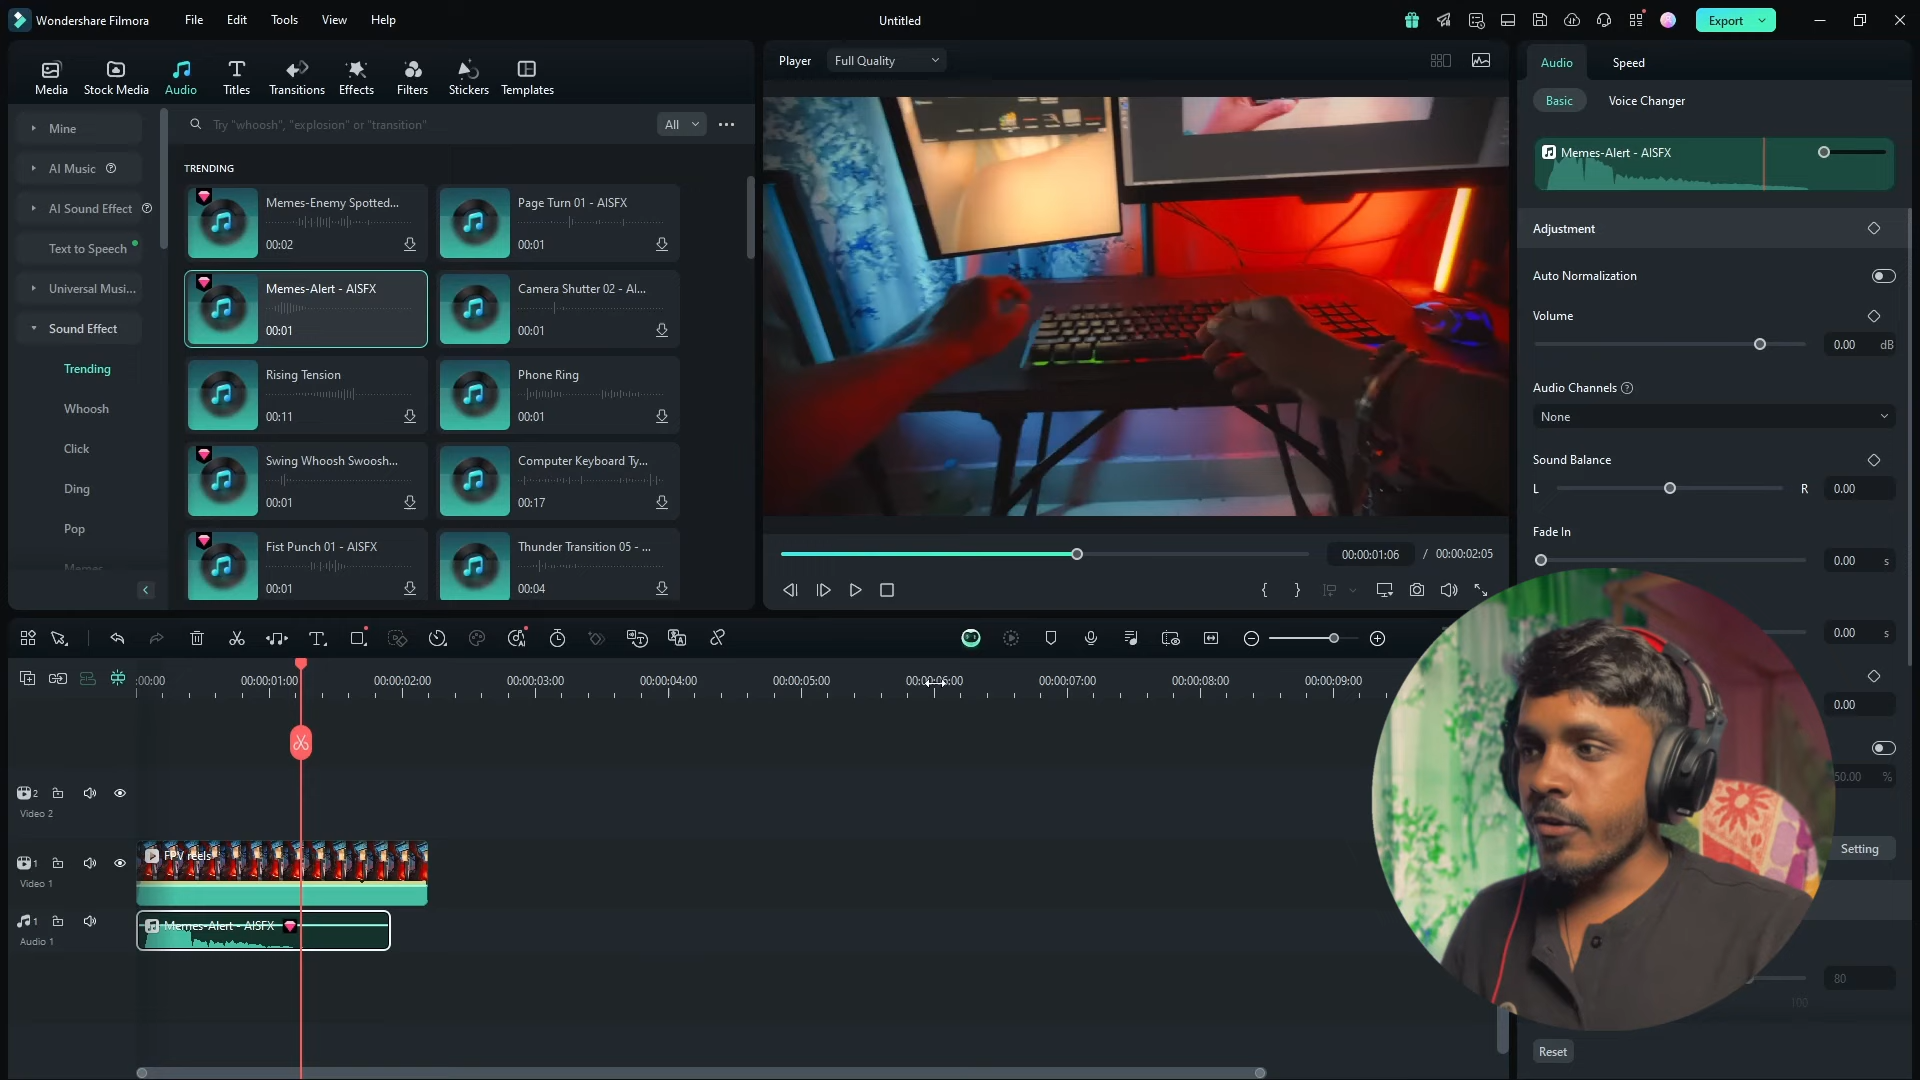 Wondershare Filmora
File
Edit
Tools
View
Help
Untitled
Export
Media
Stock Media
Audio
Titles
Transitions
Effects
Filters
Stickers
Templates
Player
Full Quality
Audio
Speed
Mine
AI Music
AI Sound Effect
Text to Speech
Universal Musi...
Sound Effect
Trending
Whoosh
Click
Ding
Pop
Memes
Try "whoosh", "explosion" or "transition"
All
TRENDING
Memes-Enemy Spotted...
00:02
Page Turn 01 - AISFX
00:01
Memes-Alert - AISFX
00:01
Camera Shutter 02 - AI...
00:01
Rising Tension
00:11
Phone Ring
00:01
Swing Whoosh Swoosh...
00:01
Computer Keyboard Ty...
00:17
Fist Punch 01 - AISFX
00:01
Thunder Transition 05 - ...
00:04
00:00:01:06 / 00:00:02:05
Basic
Voice Changer
Memes-Alert - AISFX
Adjustment
Auto Normalization
Volume
0.00 dB
Audio Channels
None
Sound Balance
L
R
0.00
Fade In
0.00 s
0.00 s
0.00
50.00 %
Setting
80
100
Reset
:00:00
00:00:01:00
00:00:02:00
00:00:03:00
00:00:04:00
00:00:05:00
00:00:06:00
00:00:07:00
00:00:08:00
00:00:09:00
2
Video 2
1
Video 1
FPV reels
1
Audio 1
Memes-Alert - AISFX